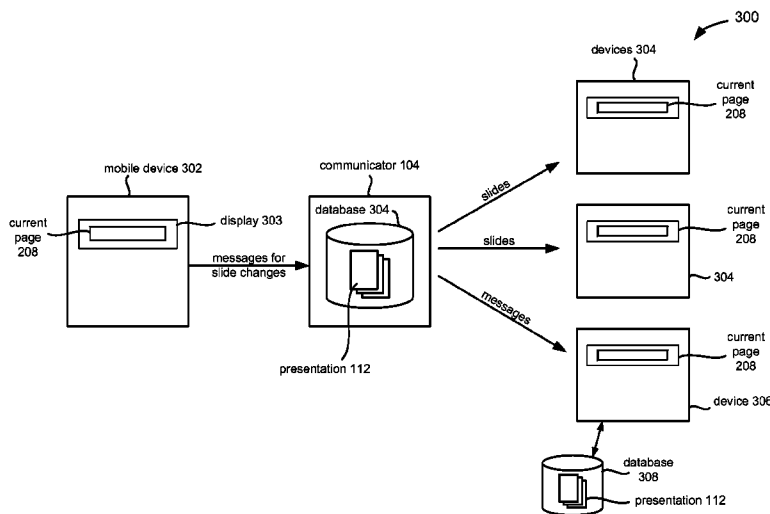 300
devices 304
current
page
208
mobile device 302
communicator 104
slides
display 303
database 304
current
page
208
messages for
slide changes
slides
current
page
208
304
messages
presentation 112
current
page
208
device 306
database
308
presentation 112